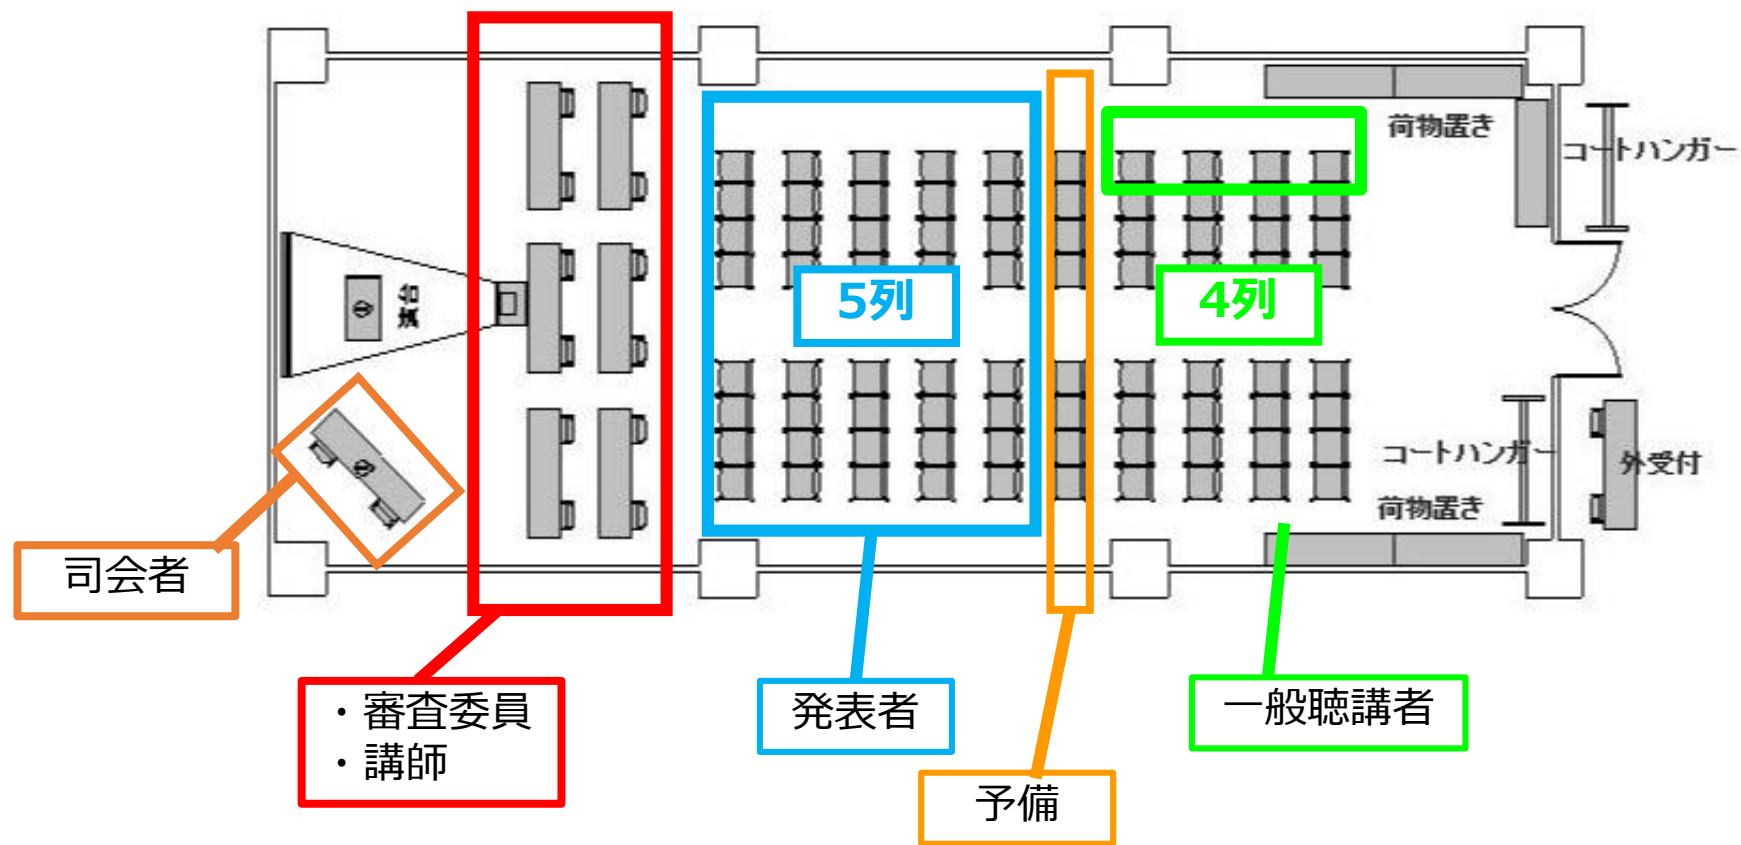 荷物置き
コートハンガー
5列
4列
演台
コートハンガー
外受付
荷物置き
司会者
・審査委員
・講師
発表者
一般聴講者
予備